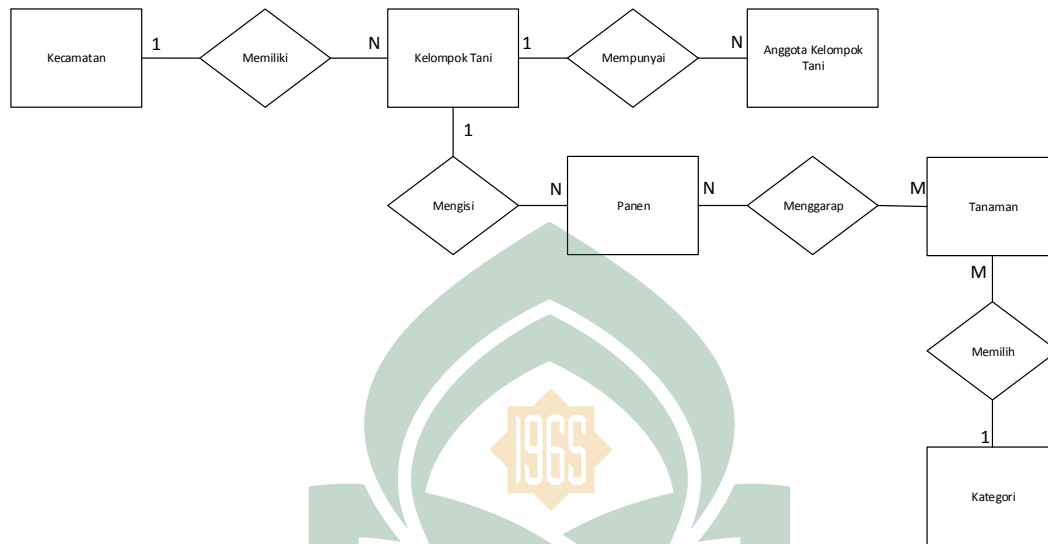 1
N
1
N
Kecamatan
Memiliki
Kelompok Tani
Mempunyai
Anggota Kelompok
Tani
1
N
N
M
Mengisi
Panen
Menggarap
Tanaman
M
Memilih
1
Kategori
1965